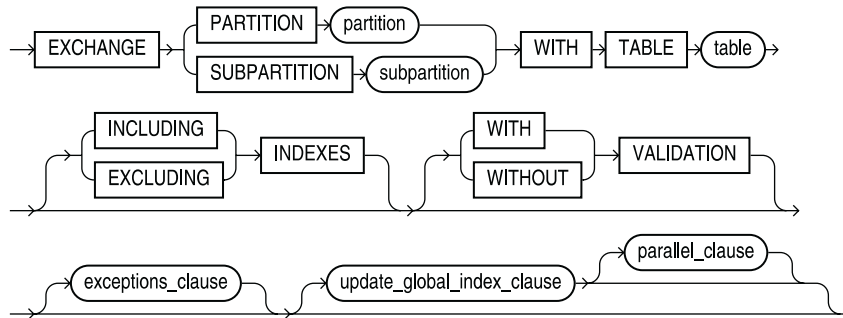 EXCHANGE PARTITION partition WITH TABLE table
SUBPARTITION subpartition
INCLUDING INDEXES WITH VALIDATION
EXCLUDING WITHOUT
exceptions_clause update_global_index_clause parallel_clause